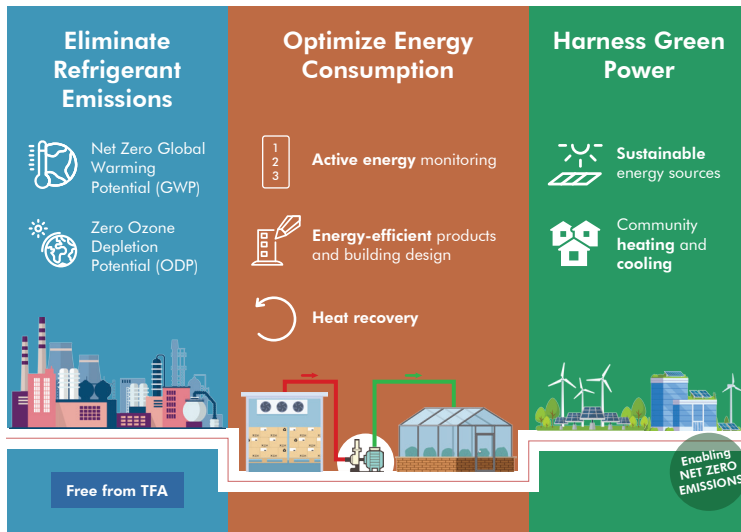 Eliminate
Refrigerant
Emissions
Net Zero Global
Warming
Potential (GWP)
Zero Ozone
Depletion
Potential (ODP)
Free from TFA
Optimize Energy
Consumption
1
2
3
Active energy monitoring
Energy-efficient products
and building design
Heat recovery
Harness Green
Power
Sustainable
energy sources
Community
heating and
cooling
Enabling
NET ZERO
EMISSIONS